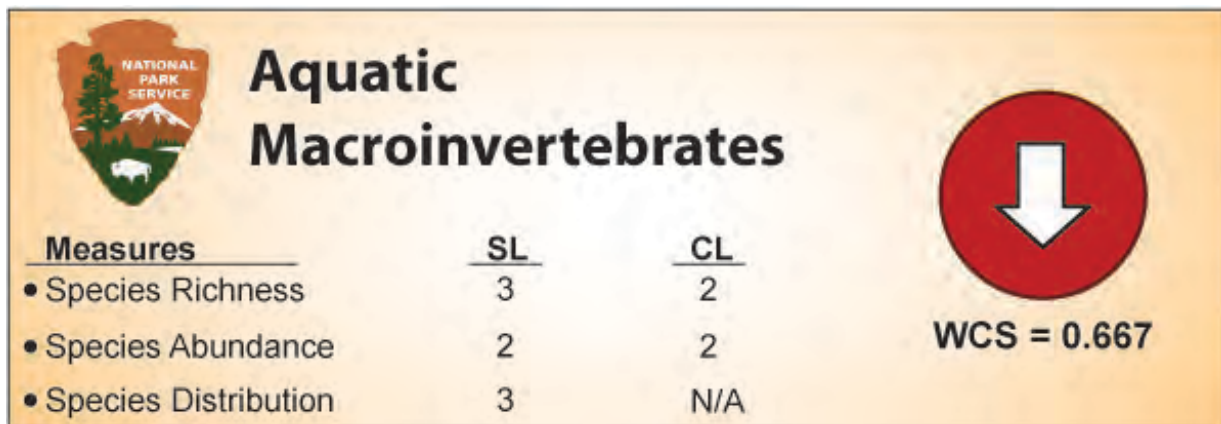 NATIONAL
PARK
SERVICE
Aquatic
Macroinvertebrates
Measures SL CL
• Species Richness 3 2
• Species Abundance 2 2
• Species Distribution 3 N/A
WCS = 0.667